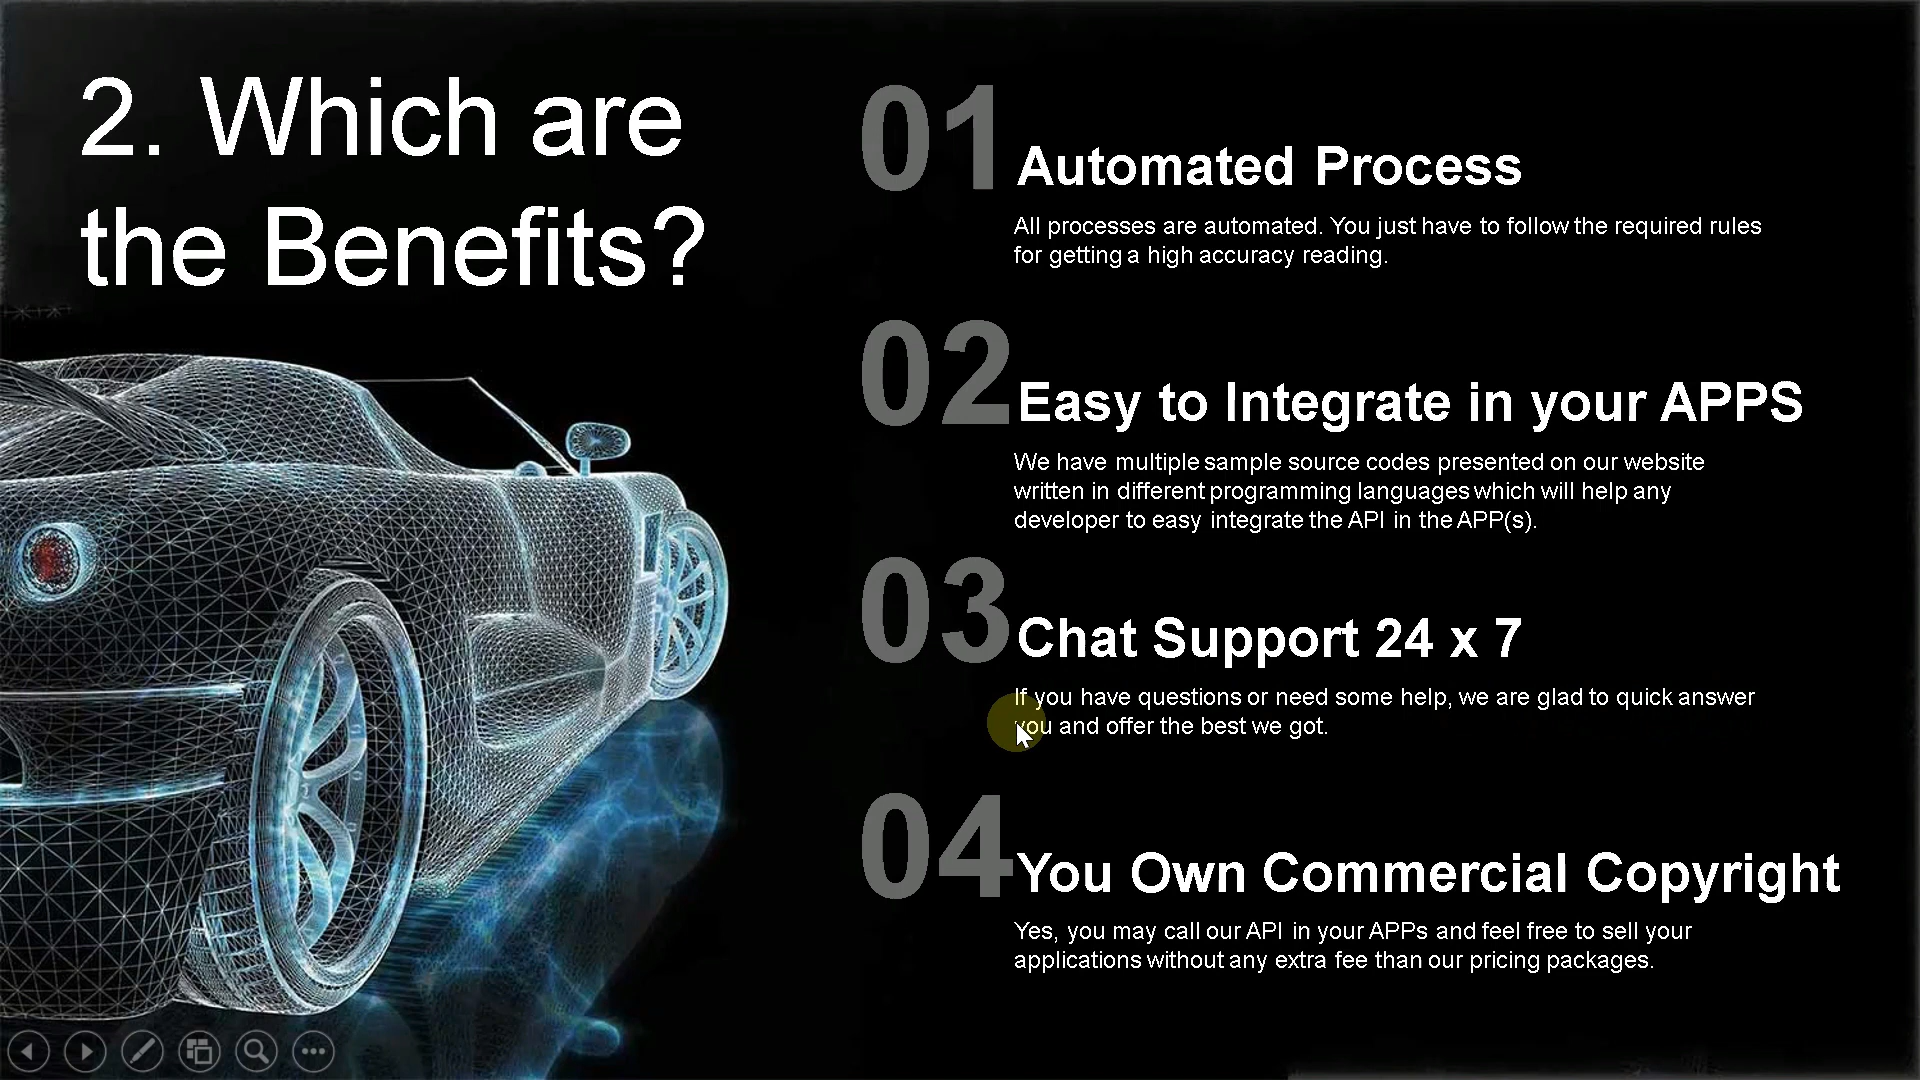 2. Which are
the Benefits?
01
Automated Process
All processes are automated. You just have to follow the required rules
for getting a high accuracy reading.
02
Easy to Integrate in your APPS
We have multiple sample source codes presented on our website
written in different programming languages which will help any
developer to easy integrate the API in the APP(s).
03
Chat Support 24 x 7
If you have questions or need some help, we are glad to quick answer
you and offer the best we got.
04
You Own Commercial Copyright
Yes, you may call our API in your APPs and feel free to sell your
applications without any extra fee than our pricing packages.